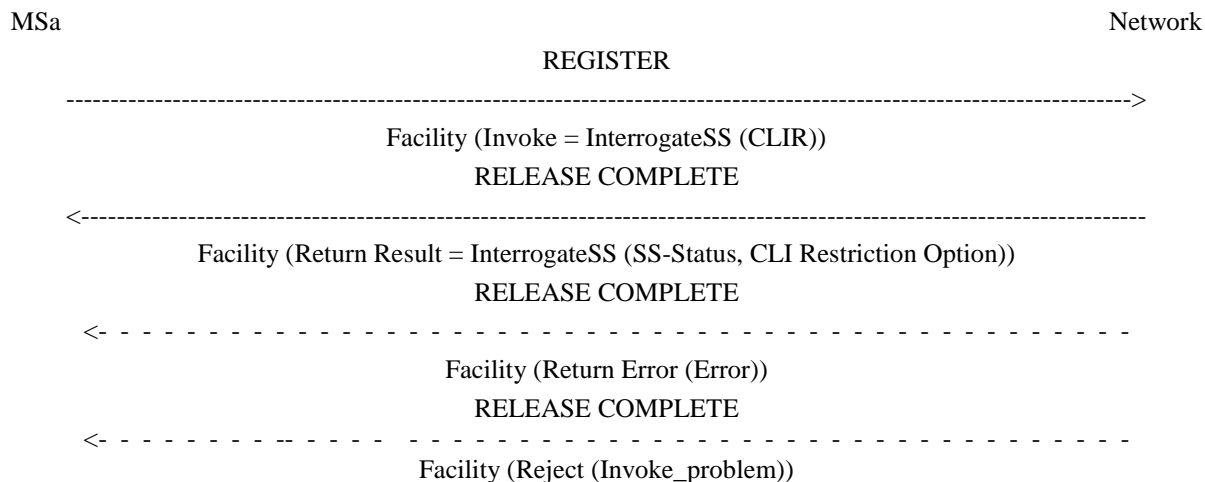 MSa Network
REGISTER
------------------------------------------------------------------------------------------------------------------------>
Facility (Invoke = InterrogateSS (CLIR))
RELEASE COMPLETE
<------------------------------------------------------------------------------------------------------------------------
Facility (Return Result = InterrogateSS (SS-Status, CLI Restriction Option))
RELEASE COMPLETE
<- - - - - - - - - - - - - - - - - - - - - - - - - - - - - - - - - - - - - - - - - - - - - - - -
Facility (Return Error (Error))
RELEASE COMPLETE
<- - - - - - - - -- - - - - - - - - - - - - - - - - - - - - - - - - - - - - - - - - - - - - - -
Facility (Reject (Invoke_problem))